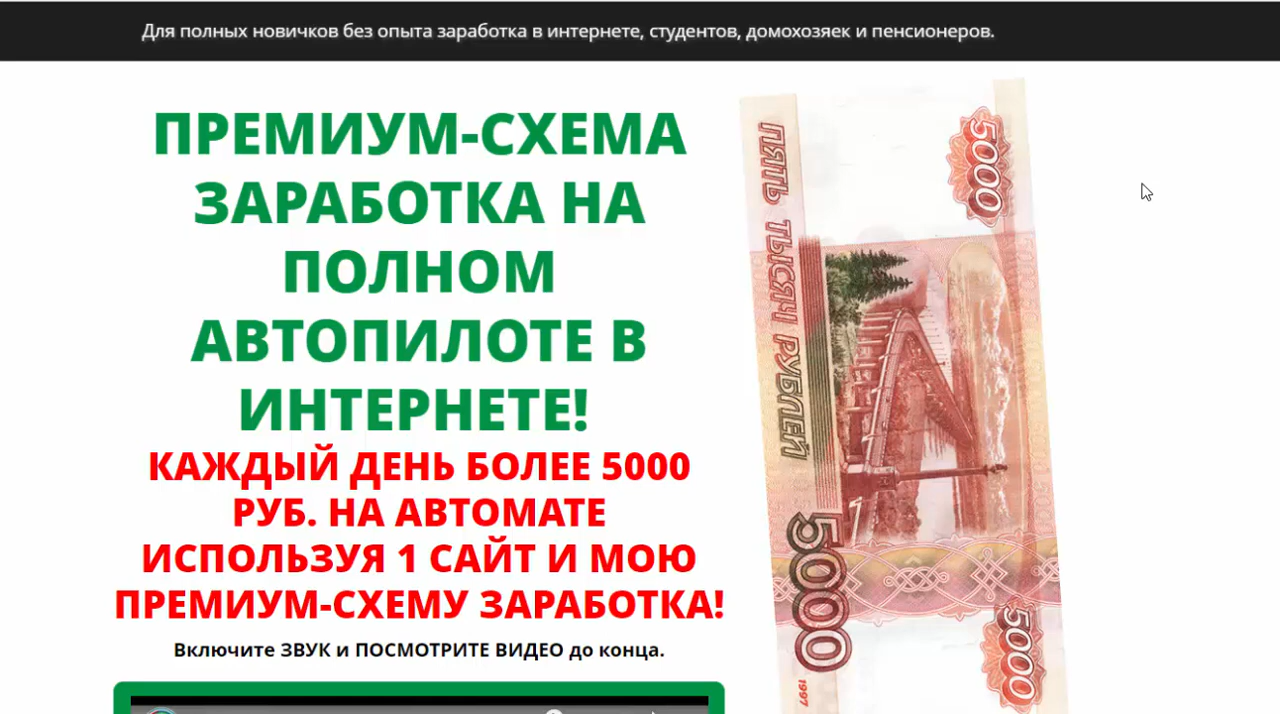 Для полных новичков без опыта заработка в интернете, студентов, домохозяек и пенсионеров.
ПРЕМИУМ-СХЕМА
ЗАРАБОТКА НА
ПОЛНОМ
АВТОПИЛОТЕ В
ИНТЕРНЕТЕ!
КАЖДЫЙ ДЕНЬ БОЛЕЕ 5000
РУБ. НА АВТОМАТЕ
ИСПОЛЬЗУЯ 1 САЙТ И МОЮ
ПРЕМИУМ-СХЕМУ ЗАРАБОТКА!
Включите ЗВУК и ПОСМОТРИТЕ ВИДЕО до конца.
5000
ПЯТЬ ТЫСЯЧ РУБЛЕЙ
5000
5000
1997